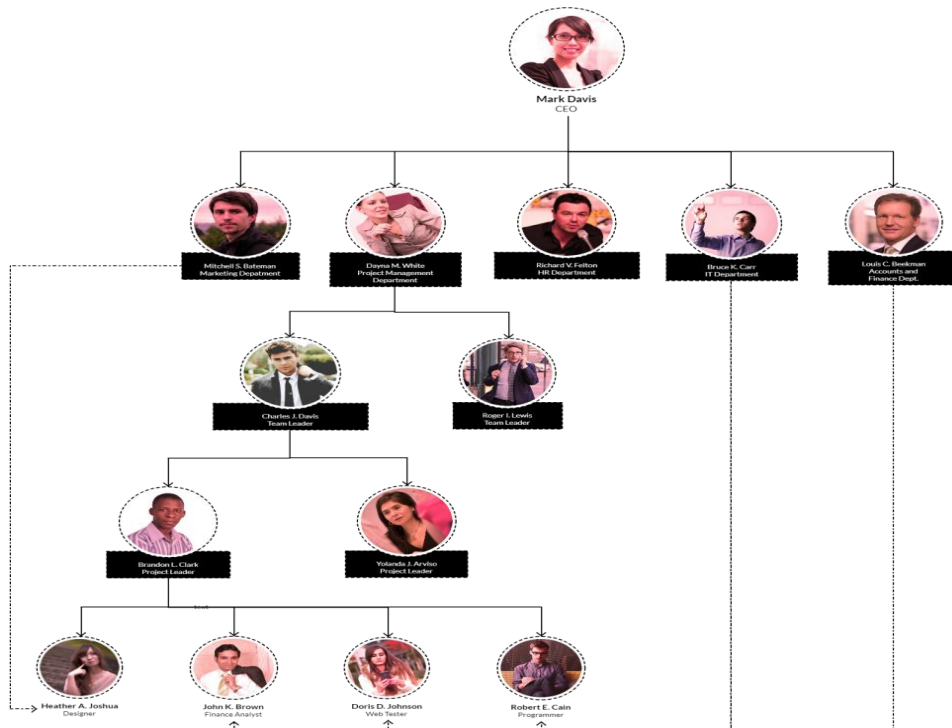 Mark Davis
CEO
Mitchell S. Bateman
Marketing Depatment
Dayna M. White
Project Management
Department
Richard V. Felton
HR Department
Bruce K. Carr
IT Department
Louis C. Beekman
Accounts and
Finance Dept.
Charles J. Davis
Team Leader
Roger I. Lewis
Team Leader
Brandon L. Clark
Project Leader
Yolanda J. Arviso
Project Leader
Heather A. Joshua
Designer
John K. Brown
Finance Analyst
Doris D. Johnson
Web Tester
Robert E. Cain
Programmer